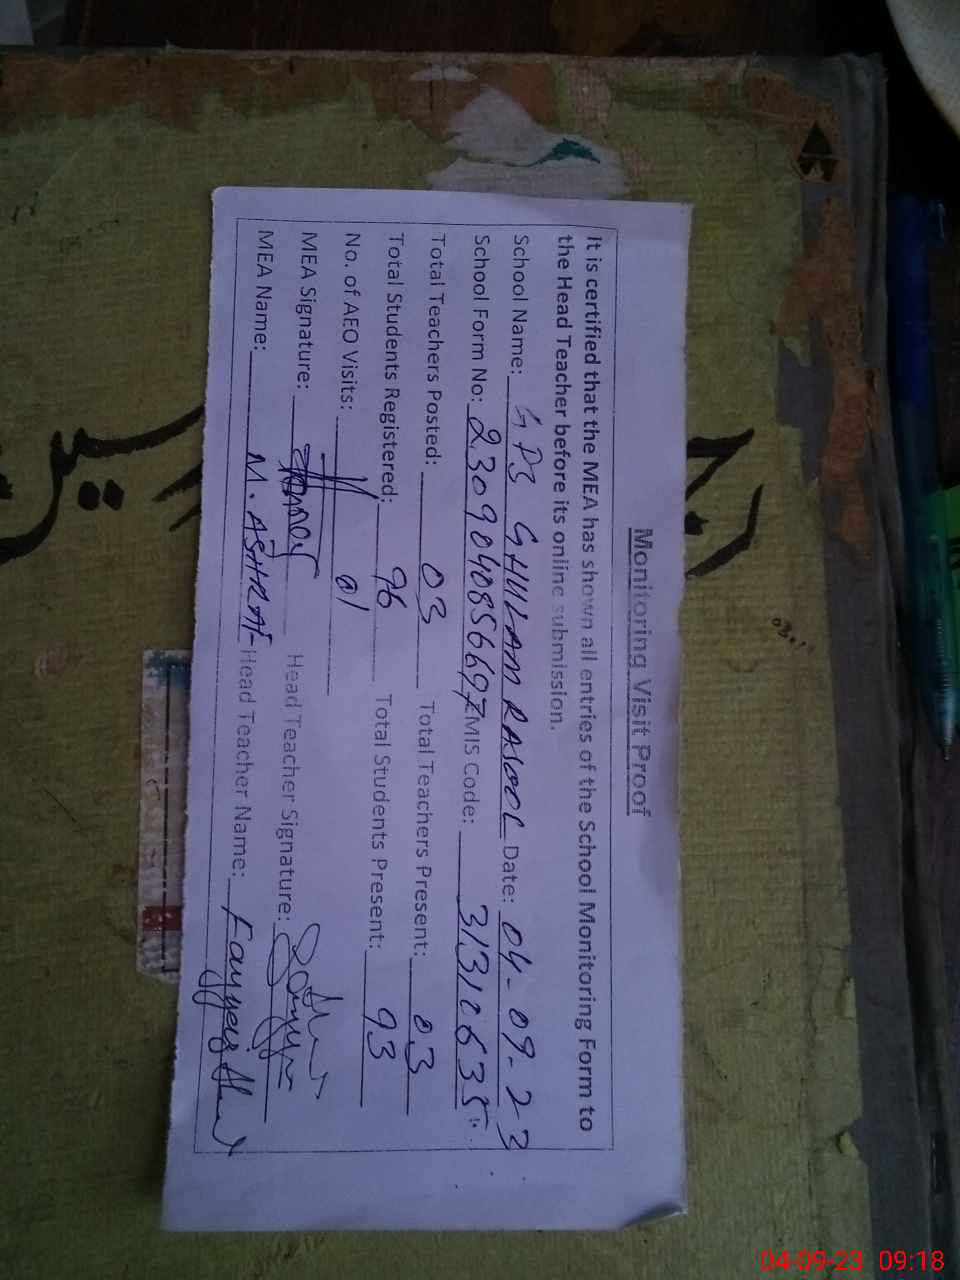 Monitoring Visit Proof
It is certified that the MEA has shown all entries of the School Monitoring Form to
the Head Teacher before its online submission.
School Name: GPS GHULAM RASOOL Date: 04-09-23
School Form No: 2309040856697 EMIS Code: 31310635
Total Teachers Posted: 03 Total Teachers Present: 03
Total Students Registered: 96 Total Students Present: 93
No. of AEO Visits: 01
MEA Signature: Head Teacher Signature:
MEA Name: M. ASHRAF Head Teacher Name:
04-09-23 09:18